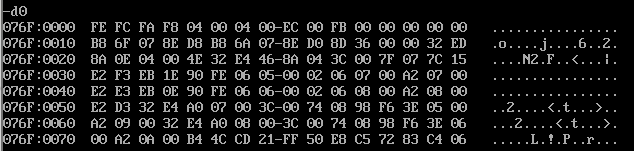 -d0
076F:0000 FE FC FA F8 04 00 04 00-EC 00 FB 00 00 00 00 00 ................
076F:0010 B8 6F 07 8E D8 B8 6A 07-8E D0 8D 36 00 00 32 ED .o....j....6..2.
076F:0020 8A 0E 04 00 4E 32 E4 46-8A 04 3C 00 7F 07 7C 15 ....N2.F..<...|.
076F:0030 E2 F3 EB 1E 90 FE 06 05-00 02 06 07 00 A2 07 00 ................
076F:0040 E2 E3 EB 0E 90 FE 06 06-00 02 06 08 00 A2 08 00 ................
076F:0050 E2 D3 32 E4 A0 07 00 3C-00 74 08 98 F6 3E 05 00 ..2....<.t...>..
076F:0060 A2 09 00 32 E4 A0 08 00-3C 00 74 08 98 F6 3E 06 ...2....<.t...>.
076F:0070 00 A2 0A 00 B4 4C CD 21-FF 50 E8 C5 72 83 C4 06 .....L.!.P..r...